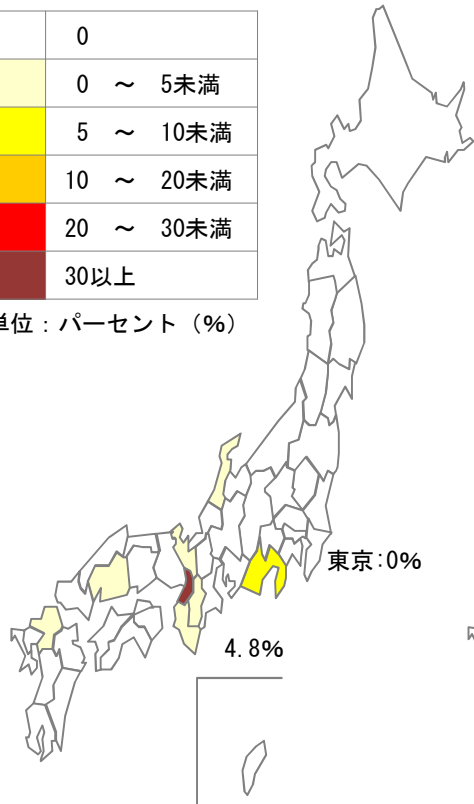 0
0 ～ 5未満
5 ～ 10未満
10 ～ 20未満
20 ～ 30未満
30以上
単位：パーセント（%）
東京:0%
4.8%